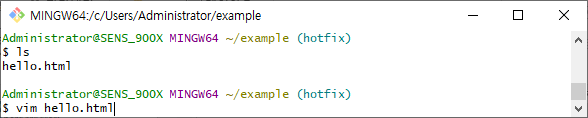 MINGW64:/c/Users/Administrator/example
Administrator@SENS_900X MINGW64 ~/example (hotfix)
$ ls
hello.html
Administrator@SENS_900X MINGW64 ~/example (hotfix)
$ vim hello.html